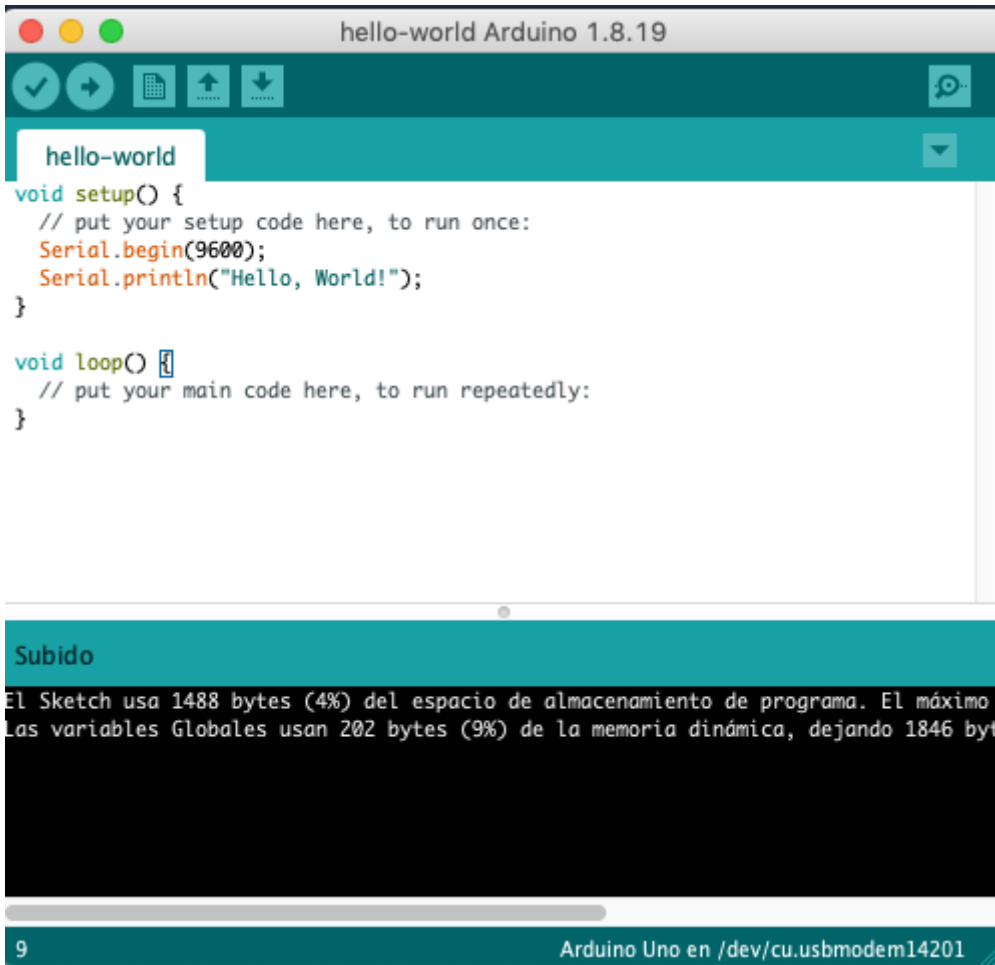 hello-world Arduino 1.8.19
hello-world
void setup() {
  // put your setup code here, to run once:
  Serial.begin(9600);
  Serial.println("Hello, World!");
}
void loop() {
  // put your main code here, to run repeatedly:
}
Subido
El Sketch usa 1488 bytes (4%) del espacio de almacenamiento de programa. El máximo
Las variables Globales usan 202 bytes (9%) de la memoria dinámica, dejando 1846 byt
9 Arduino Uno en /dev/cu.usbmodem14201